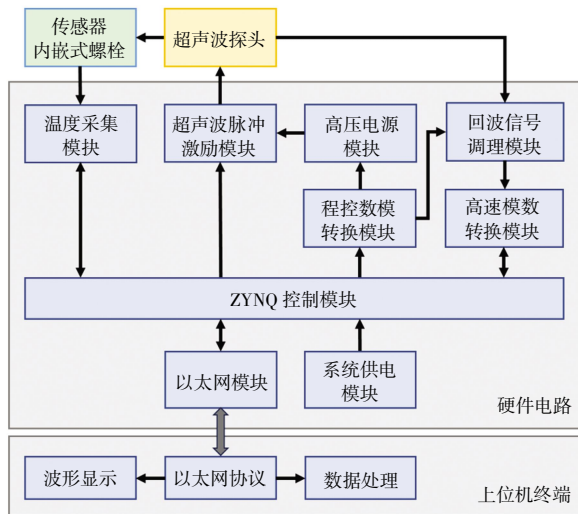 传感器
内嵌式螺栓
超声波探头
温度采集
模块
超声波脉冲
激励模块
高压电源
模块
回波信号
调理模块
程控数模
转换模块
高速模数
转换模块
ZYNQ 控制模块
以太网模块
系统供电
模块
硬件电路
波形显示
以太网协议
数据处理
上位机终端